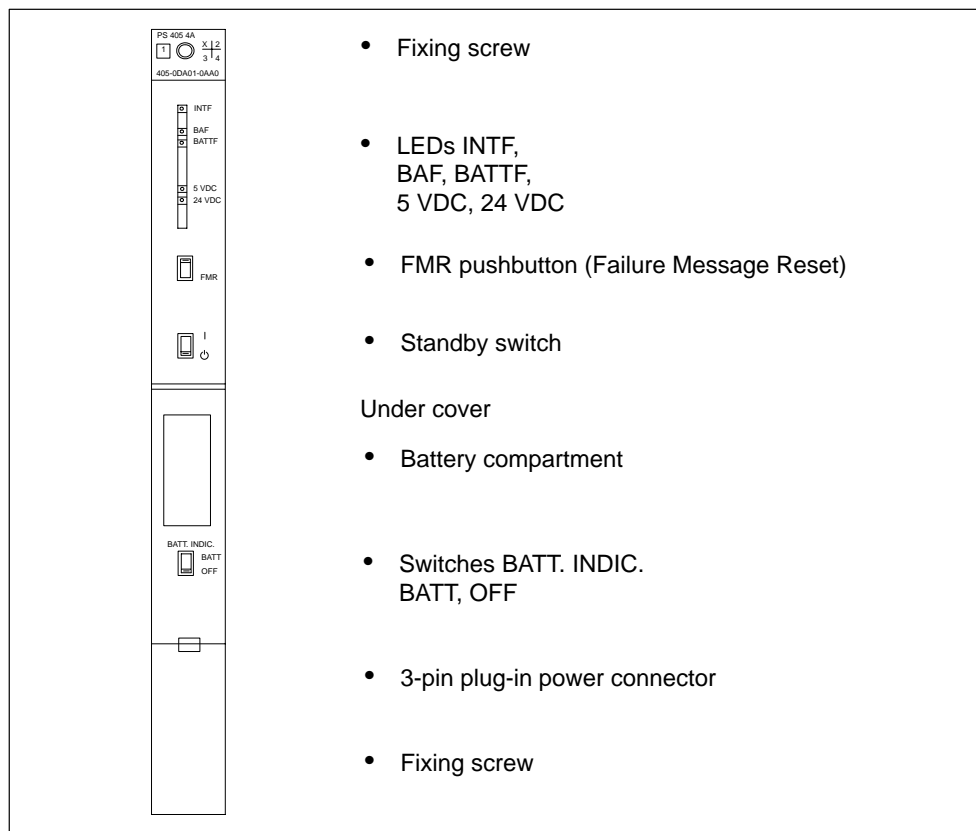 PS 405 4A
1
X 2
3 4
405-0DA01-0AA0
INTF
BAF
BATTF
5 VDC
24 VDC
FMR
I
BATT. INDIC.
BATT
OFF
• Fixing screw
• LEDs INTF,
BAF, BATTF,
5 VDC, 24 VDC
• FMR pushbutton (Failure Message Reset)
• Standby switch
Under cover
• Battery compartment
• Switches BATT. INDIC.
BATT, OFF
• 3-pin plug-in power connector
• Fixing screw